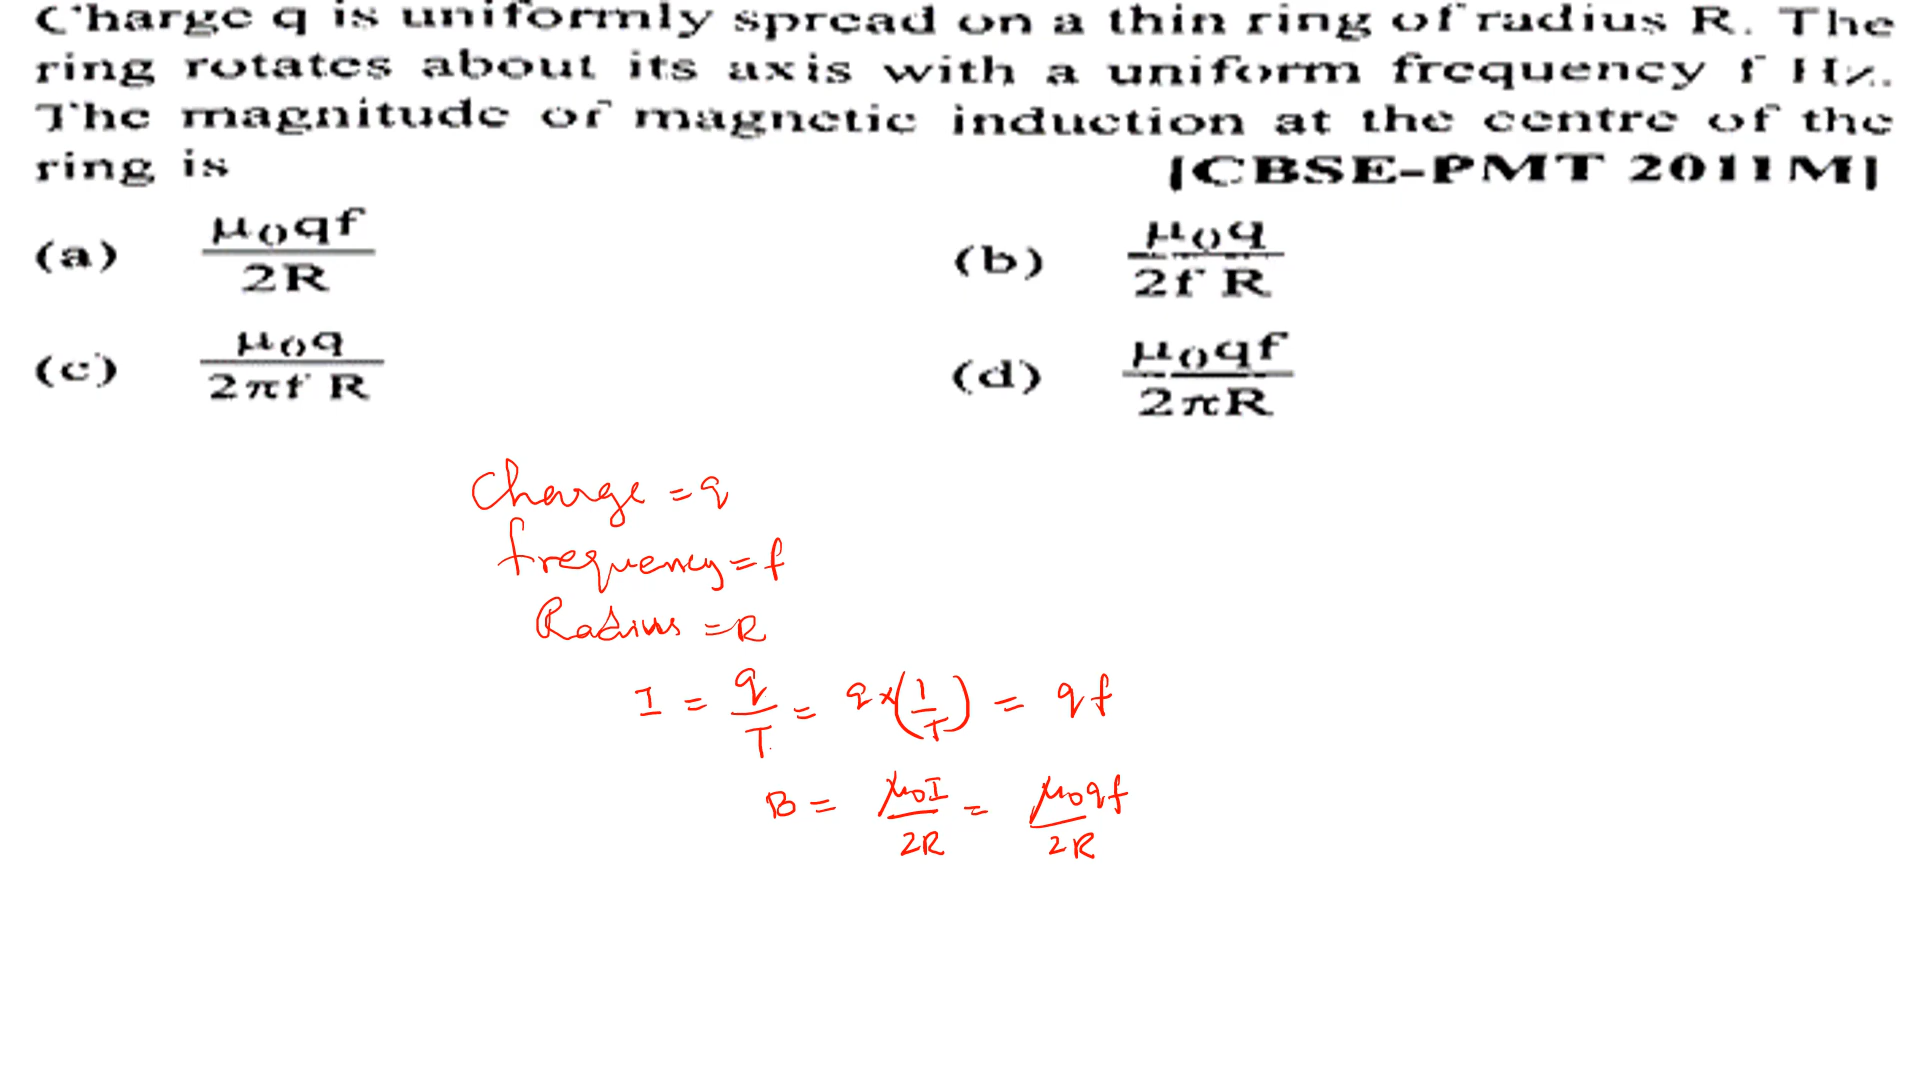 Charge q is uniformly spread on a thin ring of radius R. The
ring rotates about its axis with a uniform frequency f Hz.
The magnitude of magnetic induction at the centre of the
ring is [CBSE-PMT 2011M]
(a) μ₀qf / 2R (b) μ₀q / 2f R
(c) μ₀q / 2πf R (d) μ₀qf / 2πR
Charge = q
frequency = f
Radius = R
I = q/T = q×(1/T) = qf
B = μ₀I/2R = μ₀qf/2R